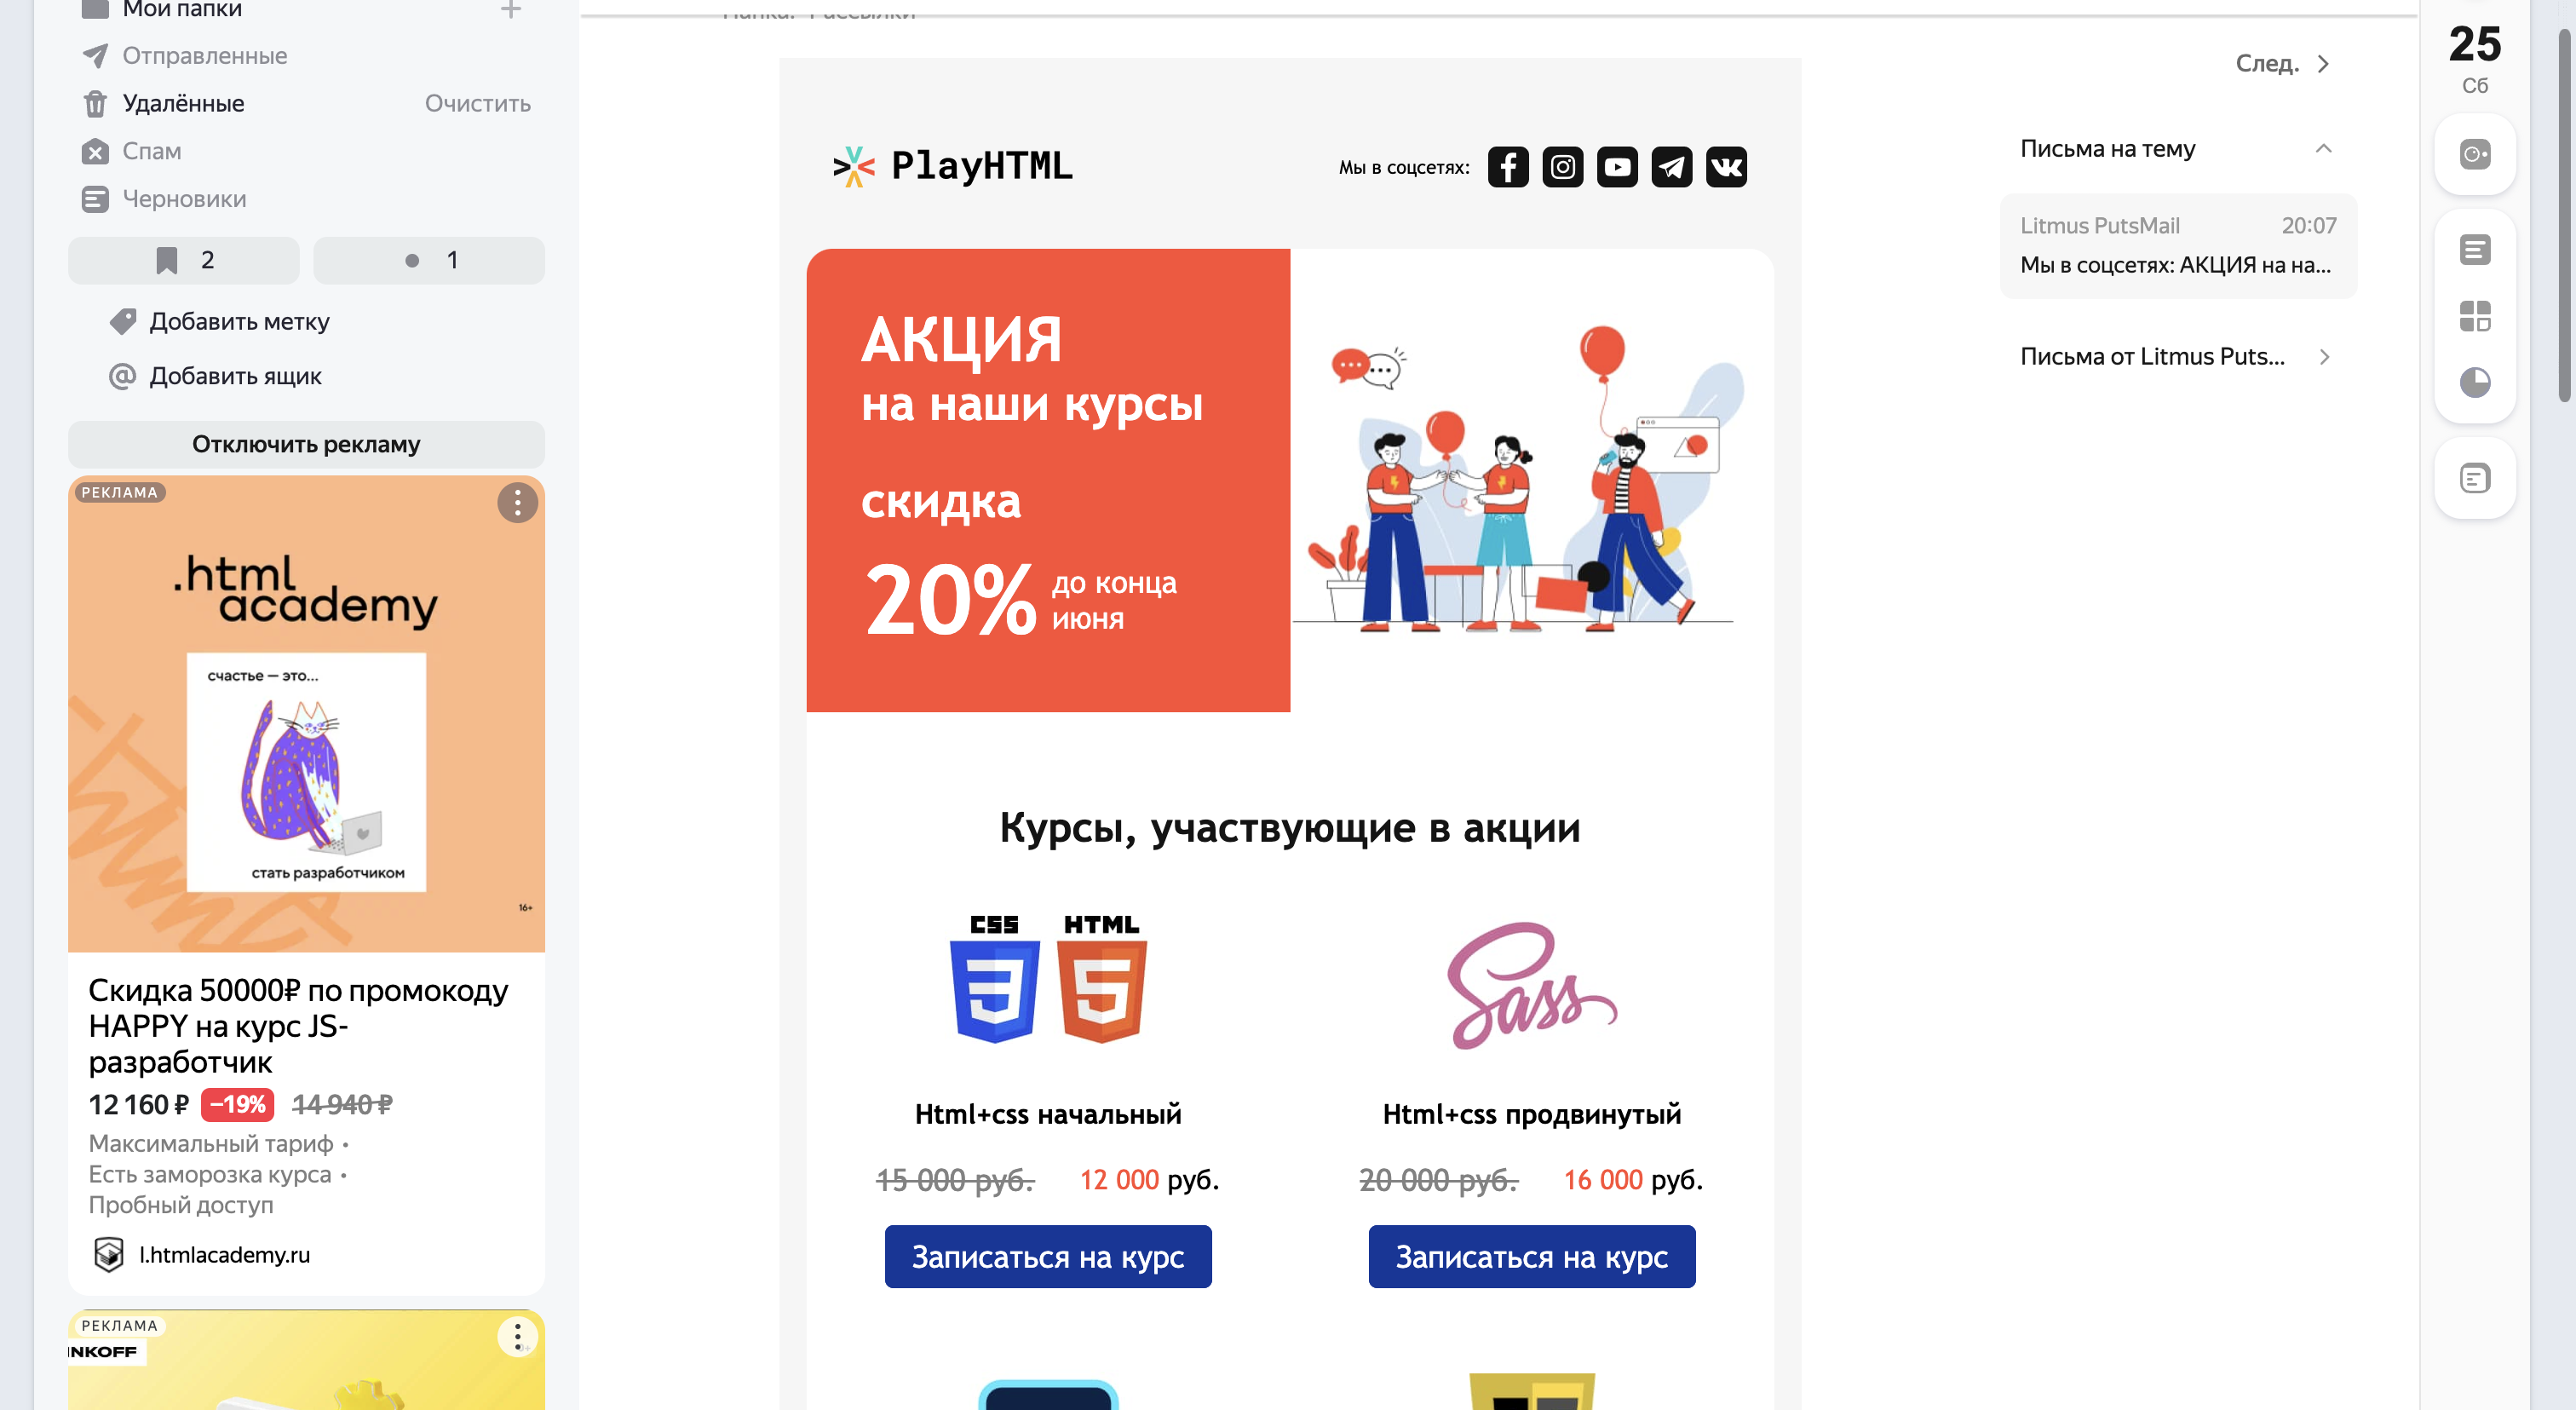 Мои папки
Отправленные
Удалённые
Очистить
Спам
Черновики
2
1
Добавить метку
Добавить ящик
Отключить рекламу
РЕКЛАМА
.html
academy
счастье — это...
стать разработчиком
16+
Скидка 50000₽ по промокоду
HAPPY на курс JS-
разработчик
12 160 ₽ –19% 14 940 ₽
Максимальный тариф •
Есть заморозка курса •
Пробный доступ
l.htmlacademy.ru
РЕКЛАМА
INKOFF
Папка: Рассылки
PlayHTML
Мы в соцсетях:
АКЦИЯ
на наши курсы
скидка
20%
до конца
июня
Курсы, участвующие в акции
CSS HTML
Sass
Html+css начальный
Html+css продвинутый
15 000 руб. 12 000 руб.
20 000 руб. 16 000 руб.
Записаться на курс
Записаться на курс
След.
Письма на тему
Litmus PutsMail 20:07
Мы в соцсетях: АКЦИЯ на на...
Письма от Litmus Puts...
25
Сб